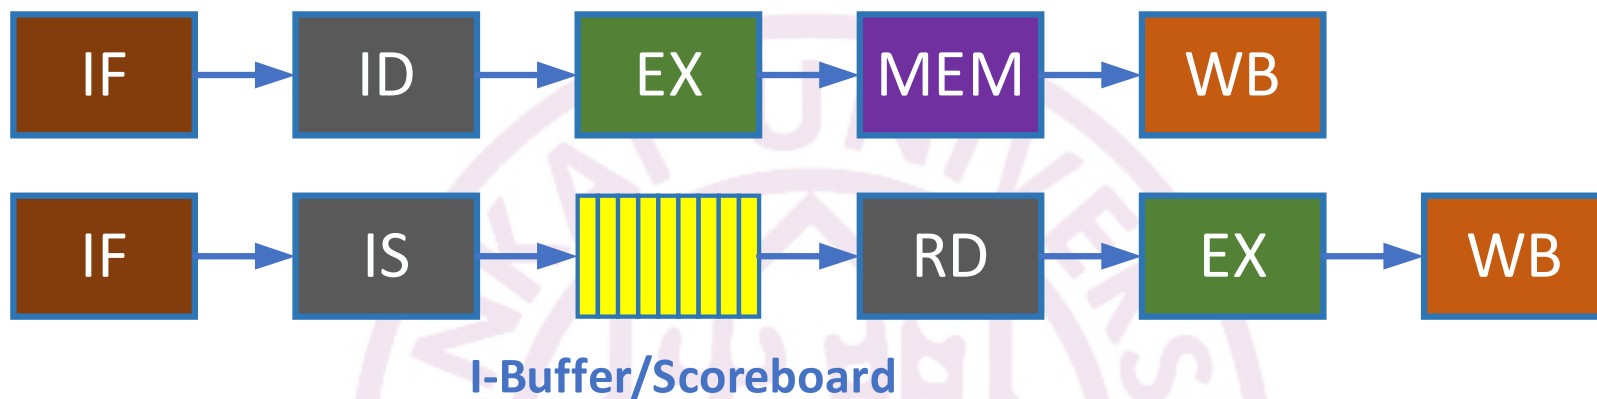 IF ID EX MEM WB
IF IS RD EX WB
I-Buffer/Scoreboard